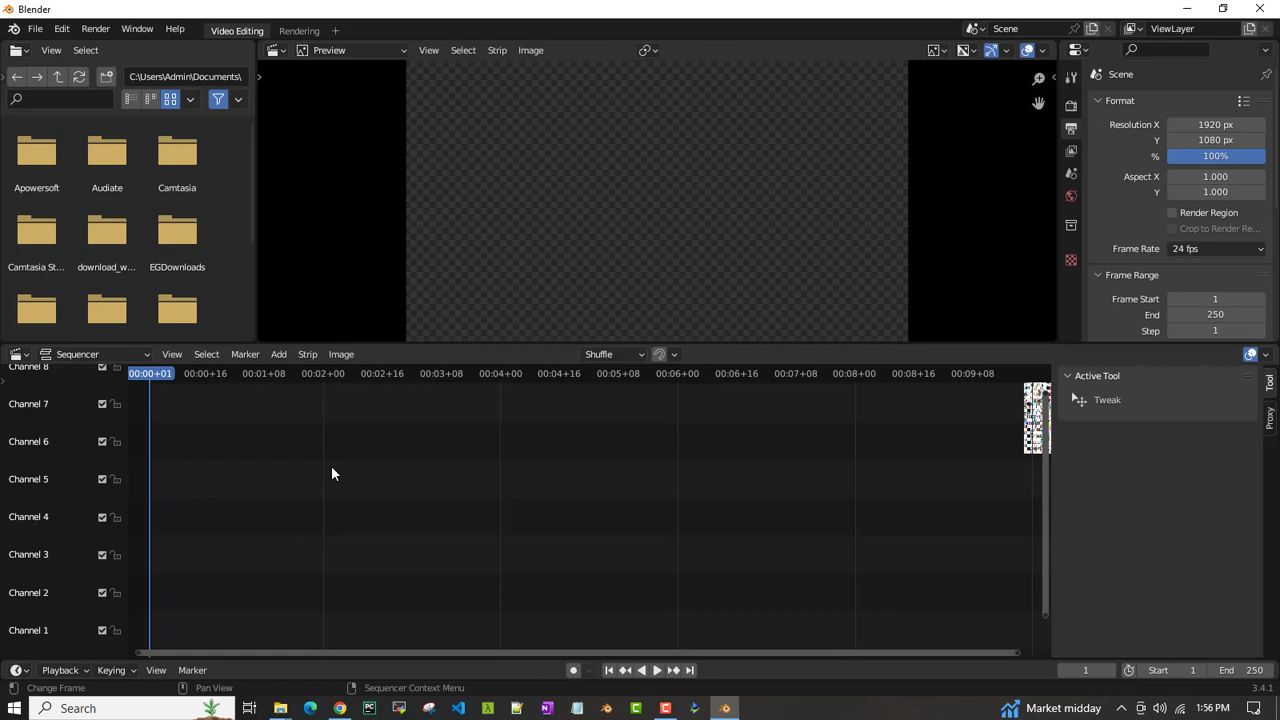 Blender
File Edit Render Window Help Video Editing Rendering + Scene ViewLayer
View Select Preview View Select Strip Image
C:\Users\Admin\Documents\
Scene
Format
Resolution X 1920 px
Y 1080 px
% 100%
Aspect X 1.000
Y 1.000
Render Region
Crop to Render Re...
Frame Rate 24 fps
Frame Range
Frame Start 1
End 250
Step 1
Apowersoft Audiate Camtasia
Camtasia St... download_w... EGDownloads
Sequencer View Select Marker Add Strip Image Shuffle
00:00+01 00:00+16 00:01+08 00:02+00 00:02+16 00:03+08 00:04+00 00:04+16 00:05+08 00:06+00 00:06+16 00:07+08 00:08+00 00:08+16 00:09+08
Channel 8
Channel 7
Channel 6
Channel 5
Channel 4
Channel 3
Channel 2
Channel 1
Active Tool
Tweak
Tool
Proxy
Playback Keying View Marker 1 Start 1 End 250
Change Frame Pan View Sequencer Context Menu 3.4.1
Search Market midday 1:56 PM